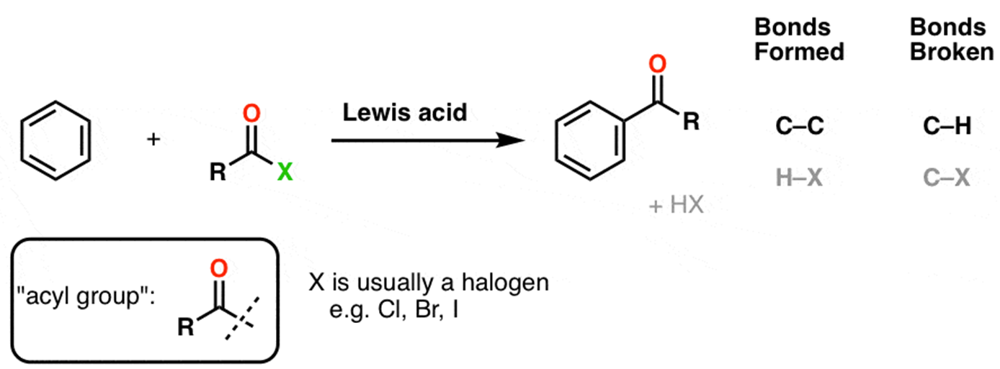 Bonds Formed
Bonds Broken
O
+
R
X
Lewis acid
O
R
+ HX
C–C
C–H
H–X
C–X
"acyl group":
O
R
X is usually a halogen
e.g. Cl, Br, I